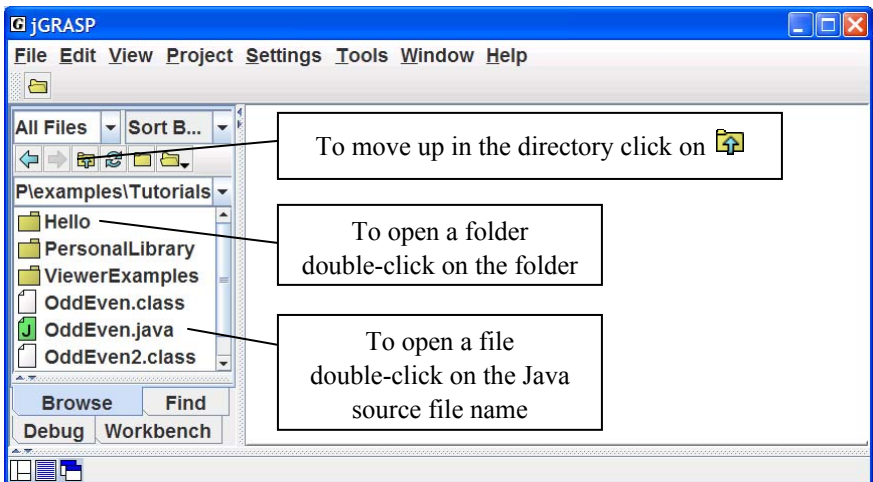 jGRASP
File Edit View Project Settings Tools Window Help
All Files Sort B...
To move up in the directory click on
P\examples\Tutorials
Hello
PersonalLibrary
ViewerExamples
OddEven.class
J OddEven.java
OddEven2.class
To open a folder
double-click on the folder
To open a file
double-click on the Java
source file name
Browse Find
Debug Workbench